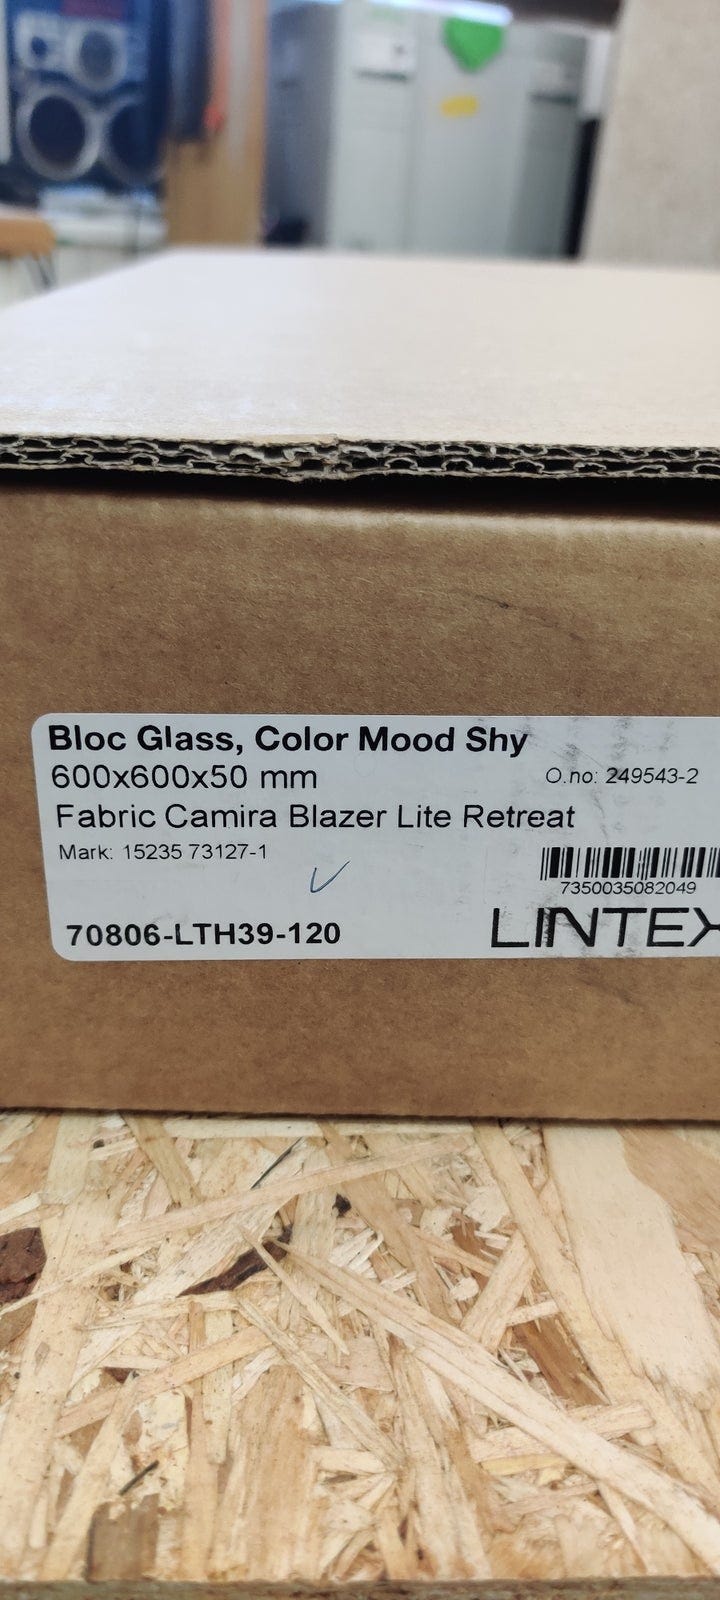 Bloc Glass, Color Mood Shy
600x600x50 mm
O.no: 249543-2
Fabric Camira Blazer Lite Retreat
Mark: 15235 73127-1
7350035082049
70806-LTH39-120
LINTEX